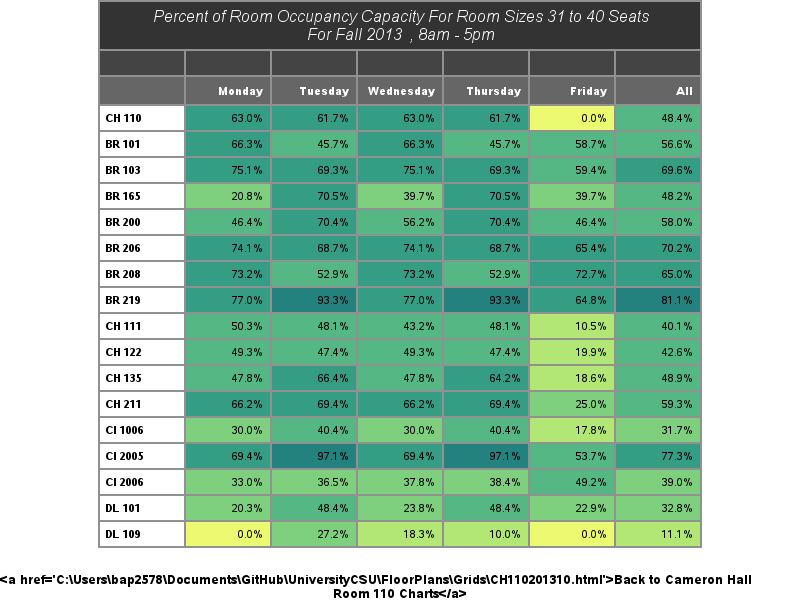 Percent of Room Occupancy Capacity For Room Sizes 31 to 40 Seats
For Fall 2013 , 8am - 5pm
Monday Tuesday Wednesday Thursday Friday All
CH 110 63.0% 61.7% 63.0% 61.7% 0.0% 48.4%
BR 101 66.3% 45.7% 66.3% 45.7% 58.7% 56.6%
BR 103 75.1% 69.3% 75.1% 69.3% 59.4% 69.6%
BR 165 20.8% 70.5% 39.7% 70.5% 39.7% 48.2%
BR 200 46.4% 70.4% 56.2% 70.4% 46.4% 58.0%
BR 206 74.1% 68.7% 74.1% 68.7% 65.4% 70.2%
BR 208 73.2% 52.9% 73.2% 52.9% 72.7% 65.0%
BR 219 77.0% 93.3% 77.0% 93.3% 64.8% 81.1%
CH 111 50.3% 48.1% 43.2% 48.1% 10.5% 40.1%
CH 122 49.3% 47.4% 49.3% 47.4% 19.9% 42.6%
CH 135 47.8% 66.4% 47.8% 64.2% 18.6% 48.9%
CH 211 66.2% 69.4% 66.2% 69.4% 25.0% 59.3%
CI 1006 30.0% 40.4% 30.0% 40.4% 17.8% 31.7%
CI 2005 69.4% 97.1% 69.4% 97.1% 53.7% 77.3%
CI 2006 33.0% 36.5% 37.8% 38.4% 49.2% 39.0%
DL 101 20.3% 48.4% 23.8% 48.4% 22.9% 32.8%
DL 109 0.0% 27.2% 18.3% 10.0% 0.0% 11.1%
<a href='C:\Users\bap2578\Documents\GitHub\UniversityCSU\FloorPlans\Grids\CH110201310.html'>Back to Cameron Hall
Room 110 Charts</a>